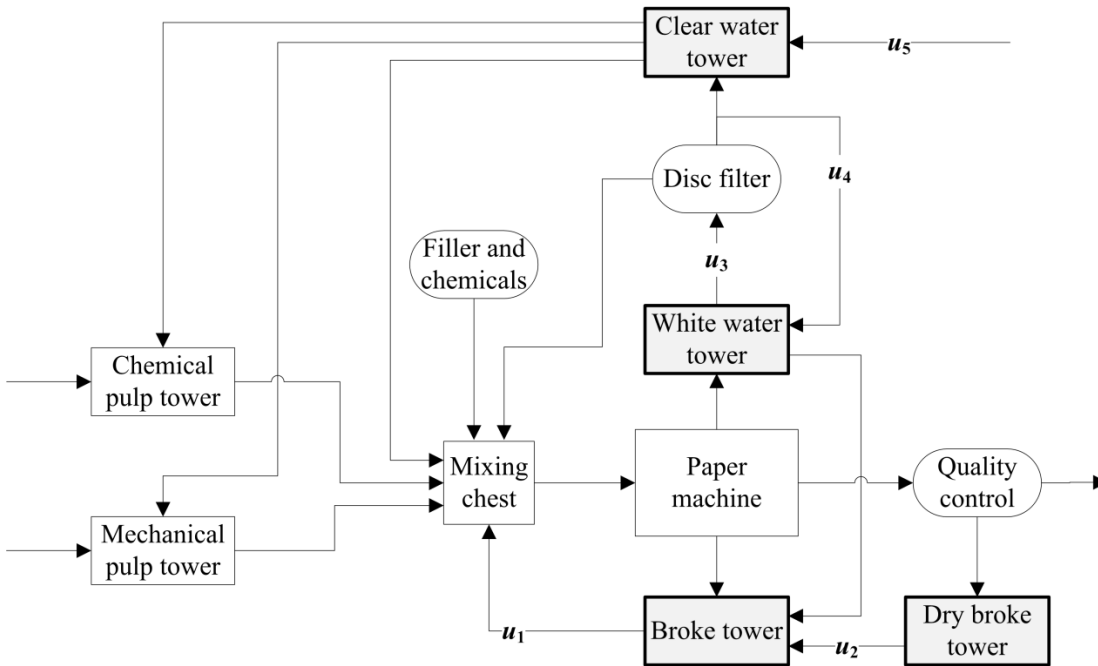 Clear water
tower
u5
Disc filter
u4
Filler and
chemicals
u3
White water
tower
Chemical
pulp tower
Mixing
chest
Paper
machine
Quality
control
Mechanical
pulp tower
u1
Broke tower
u2
Dry broke
tower